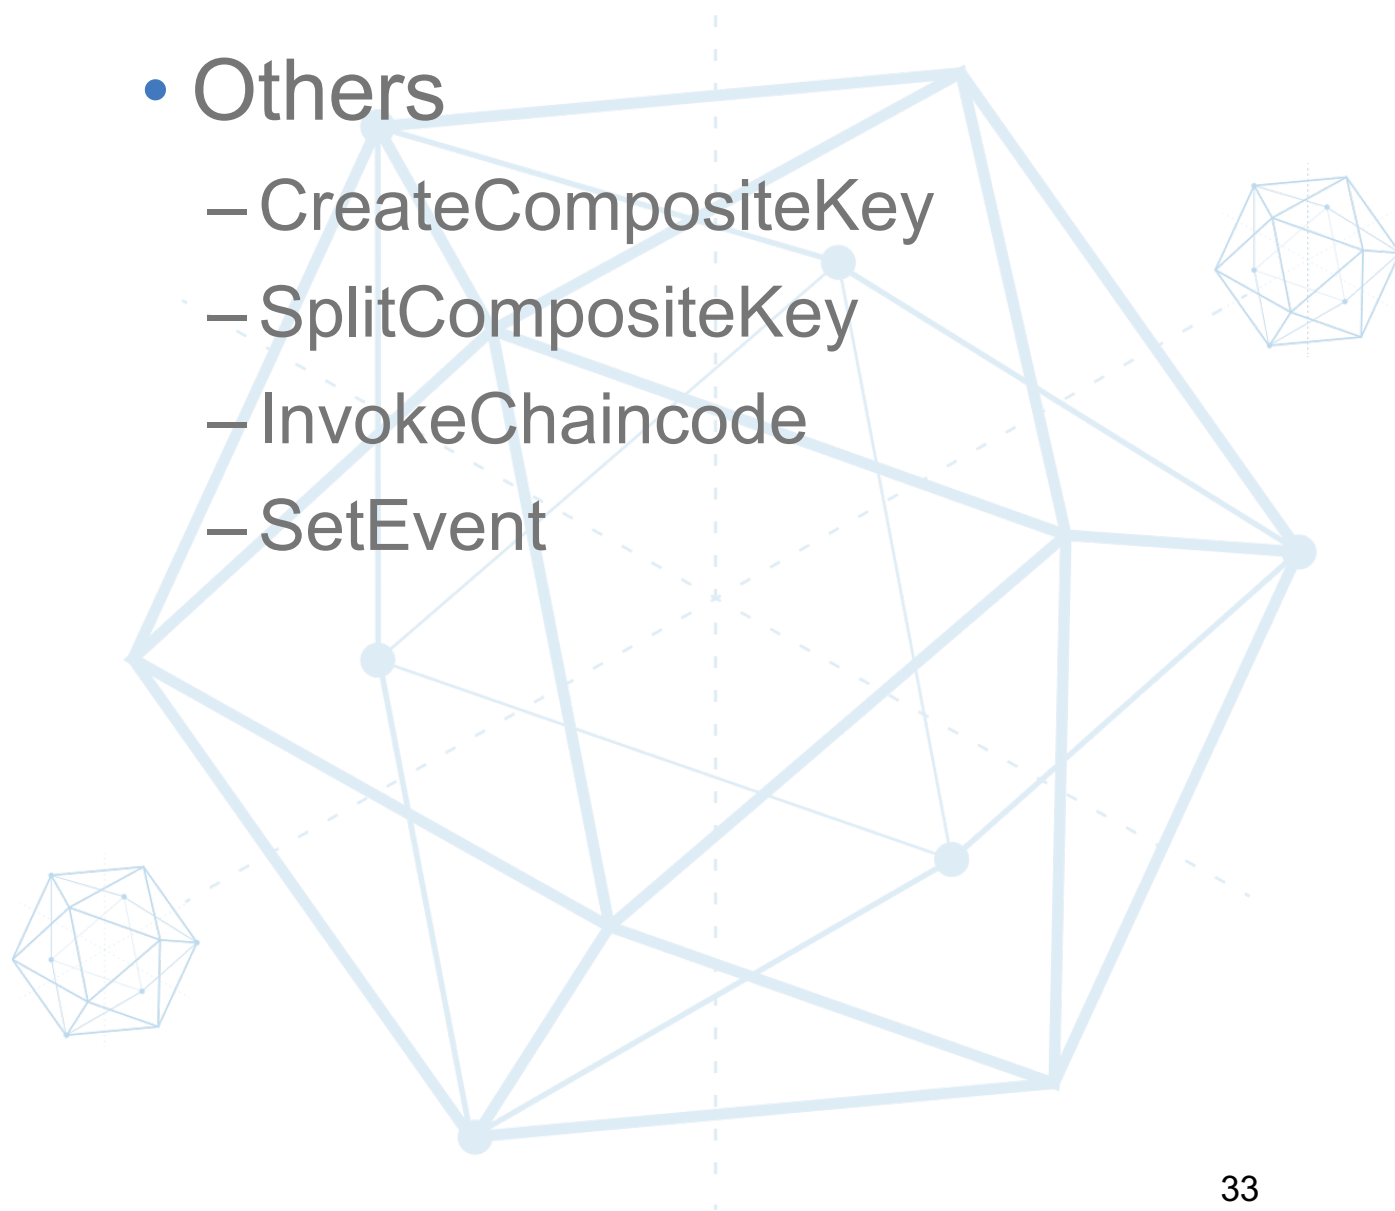 • Others
– CreateCompositeKey
– SplitCompositeKey
– InvokeChaincode
– SetEvent
33